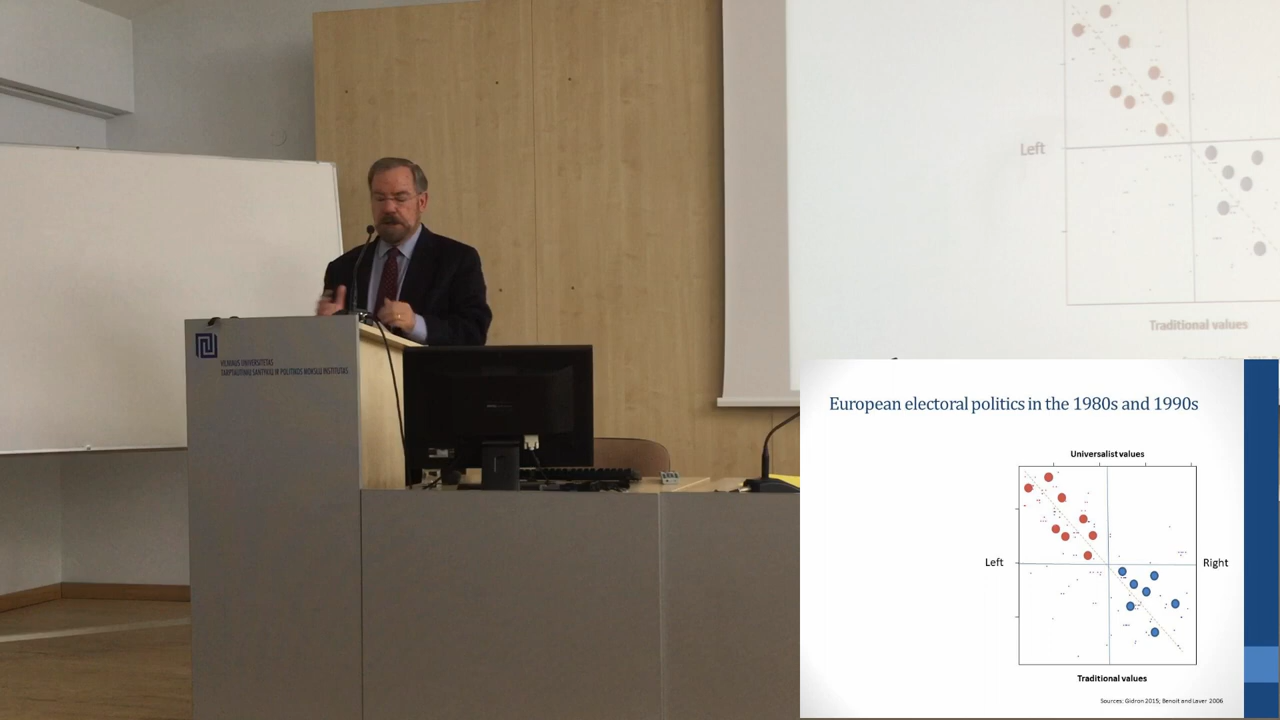 Left
Traditional values
VILNIAUS UNIVERSITETAS
TARPTAUTINIŲ SANTYKIŲ IR POLITIKOS MOKSLŲ INSTITUTAS
European electoral politics in the 1980s and 1990s
Universalist values
Left
Right
Traditional values
Sources: Gidron 2015; Benoit and Laver 2006